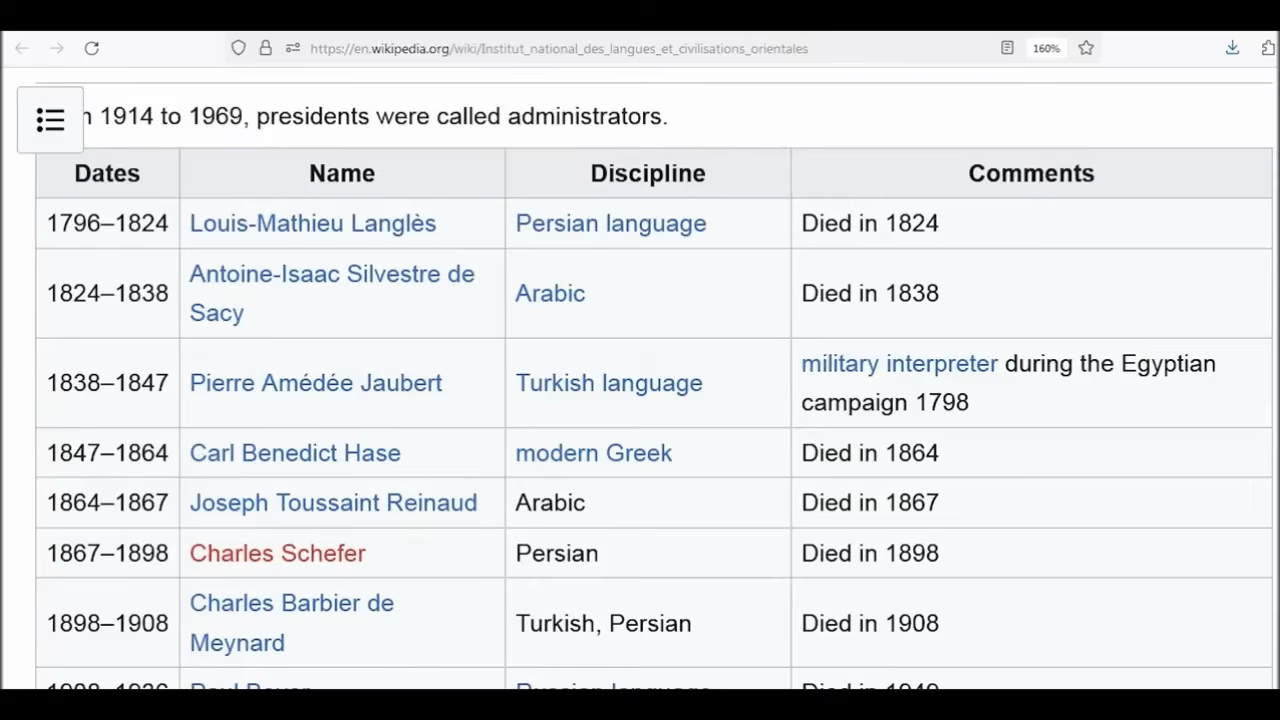 https://en.wikipedia.org/wiki/Institut_national_des_langues_et_civilisations_orientales
160%
1914 to 1969, presidents were called administrators.
Dates Name Discipline Comments
1796–1824 Louis-Mathieu Langlès Persian language Died in 1824
1824–1838 Antoine-Isaac Silvestre de Sacy Arabic Died in 1838
1838–1847 Pierre Amédée Jaubert Turkish language military interpreter during the Egyptian campaign 1798
1847–1864 Carl Benedict Hase modern Greek Died in 1864
1864–1867 Joseph Toussaint Reinaud Arabic Died in 1867
1867–1898 Charles Schefer Persian Died in 1898
1898–1908 Charles Barbier de Meynard Turkish, Persian Died in 1908